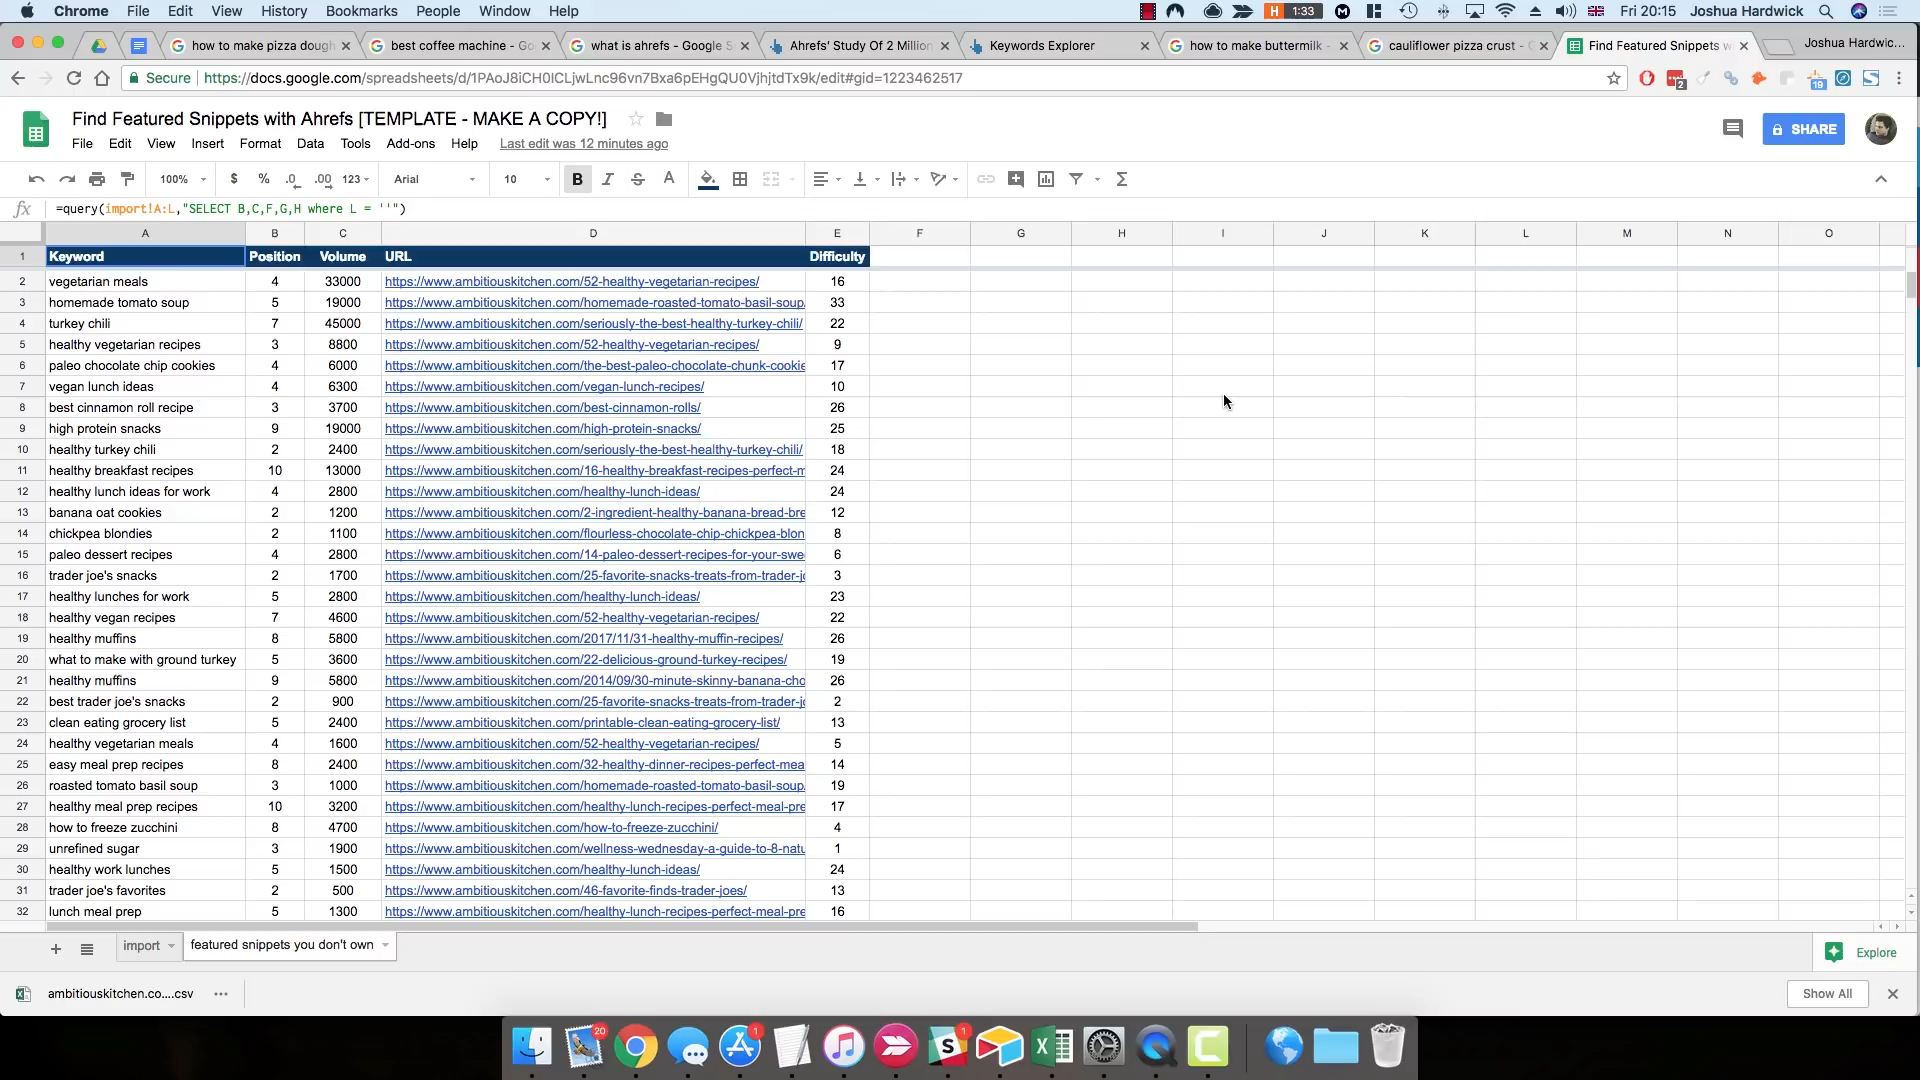 Chrome File Edit View History Bookmarks People Window Help
H 1:33 Fri 20:15 Joshua Hardwick
how to make pizza dough best coffee machine - Go what is ahrefs - Google S Ahrefs' Study Of 2 Million Keywords Explorer how to make buttermilk - cauliflower pizza crust - G Find Featured Snippets w Joshua Hardwic...
Secure https://docs.google.com/spreadsheets/d/1PAoJ8iCH0lCLjwLnc96vn7Bxa6pEHgQU0VjhjtdTx9k/edit#gid=1223462517
2 19
Find Featured Snippets with Ahrefs [TEMPLATE - MAKE A COPY!]
SHARE
File Edit View Insert Format Data Tools Add-ons Help Last edit was 12 minutes ago
100% $ % .0 .00 123 Arial 10 B I S A
fx =query(import!A:L,"SELECT B,C,F,G,H where L = ''")
A B C D E F G H I J K L M N O
1 Keyword Position Volume URL Difficulty
2 vegetarian meals 4 33000 https://www.ambitiouskitchen.com/52-healthy-vegetarian-recipes/ 16
3 homemade tomato soup 5 19000 https://www.ambitiouskitchen.com/homemade-roasted-tomato-basil-soup/ 33
4 turkey chili 7 45000 https://www.ambitiouskitchen.com/seriously-the-best-healthy-turkey-chili/ 22
5 healthy vegetarian recipes 3 8800 https://www.ambitiouskitchen.com/52-healthy-vegetarian-recipes/ 9
6 paleo chocolate chip cookies 4 6000 https://www.ambitiouskitchen.com/the-best-paleo-chocolate-chunk-cookie 17
7 vegan lunch ideas 4 6300 https://www.ambitiouskitchen.com/vegan-lunch-recipes/ 10
8 best cinnamon roll recipe 3 3700 https://www.ambitiouskitchen.com/best-cinnamon-rolls/ 26
9 high protein snacks 9 19000 https://www.ambitiouskitchen.com/high-protein-snacks/ 25
10 healthy turkey chili 2 2400 https://www.ambitiouskitchen.com/seriously-the-best-healthy-turkey-chili/ 18
11 healthy breakfast recipes 10 13000 https://www.ambitiouskitchen.com/16-healthy-breakfast-recipes-perfect-m 24
12 healthy lunch ideas for work 4 2800 https://www.ambitiouskitchen.com/healthy-lunch-ideas/ 24
13 banana oat cookies 2 1200 https://www.ambitiouskitchen.com/2-ingredient-healthy-banana-bread-bre 12
14 chickpea blondies 2 1100 https://www.ambitiouskitchen.com/flourless-chocolate-chip-chickpea-blon 8
15 paleo dessert recipes 4 2800 https://www.ambitiouskitchen.com/14-paleo-dessert-recipes-for-your-swe 6
16 trader joe's snacks 2 1700 https://www.ambitiouskitchen.com/25-favorite-snacks-treats-from-trader-jo 3
17 healthy lunches for work 5 2800 https://www.ambitiouskitchen.com/healthy-lunch-ideas/ 23
18 healthy vegan recipes 7 4600 https://www.ambitiouskitchen.com/52-healthy-vegetarian-recipes/ 22
19 healthy muffins 8 5800 https://www.ambitiouskitchen.com/2017/11/31-healthy-muffin-recipes/ 26
20 what to make with ground turkey 5 3600 https://www.ambitiouskitchen.com/22-delicious-ground-turkey-recipes/ 19
21 healthy muffins 9 5800 https://www.ambitiouskitchen.com/2014/09/30-minute-skinny-banana-cho 26
22 best trader joe's snacks 2 900 https://www.ambitiouskitchen.com/25-favorite-snacks-treats-from-trader-jo 2
23 clean eating grocery list 5 2400 https://www.ambitiouskitchen.com/printable-clean-eating-grocery-list/ 13
24 healthy vegetarian meals 4 1600 https://www.ambitiouskitchen.com/52-healthy-vegetarian-recipes/ 5
25 easy meal prep recipes 8 2400 https://www.ambitiouskitchen.com/32-healthy-dinner-recipes-perfect-mea 14
26 roasted tomato basil soup 3 1000 https://www.ambitiouskitchen.com/homemade-roasted-tomato-basil-soup/ 19
27 healthy meal prep recipes 10 3200 https://www.ambitiouskitchen.com/healthy-lunch-recipes-perfect-meal-pre 17
28 how to freeze zucchini 8 4700 https://www.ambitiouskitchen.com/how-to-freeze-zucchini/ 4
29 unrefined sugar 3 1900 https://www.ambitiouskitchen.com/wellness-wednesday-a-guide-to-8-natu 1
30 healthy work lunches 5 1500 https://www.ambitiouskitchen.com/healthy-lunch-ideas/ 24
31 trader joe's favorites 2 500 https://www.ambitiouskitchen.com/46-favorite-finds-trader-joes/ 13
32 lunch meal prep 5 1300 https://www.ambitiouskitchen.com/healthy-lunch-recipes-perfect-meal-pre 16
+ import featured snippets you don't own Explore
ambitiouskitchen.co....csv Show All
20 1 1